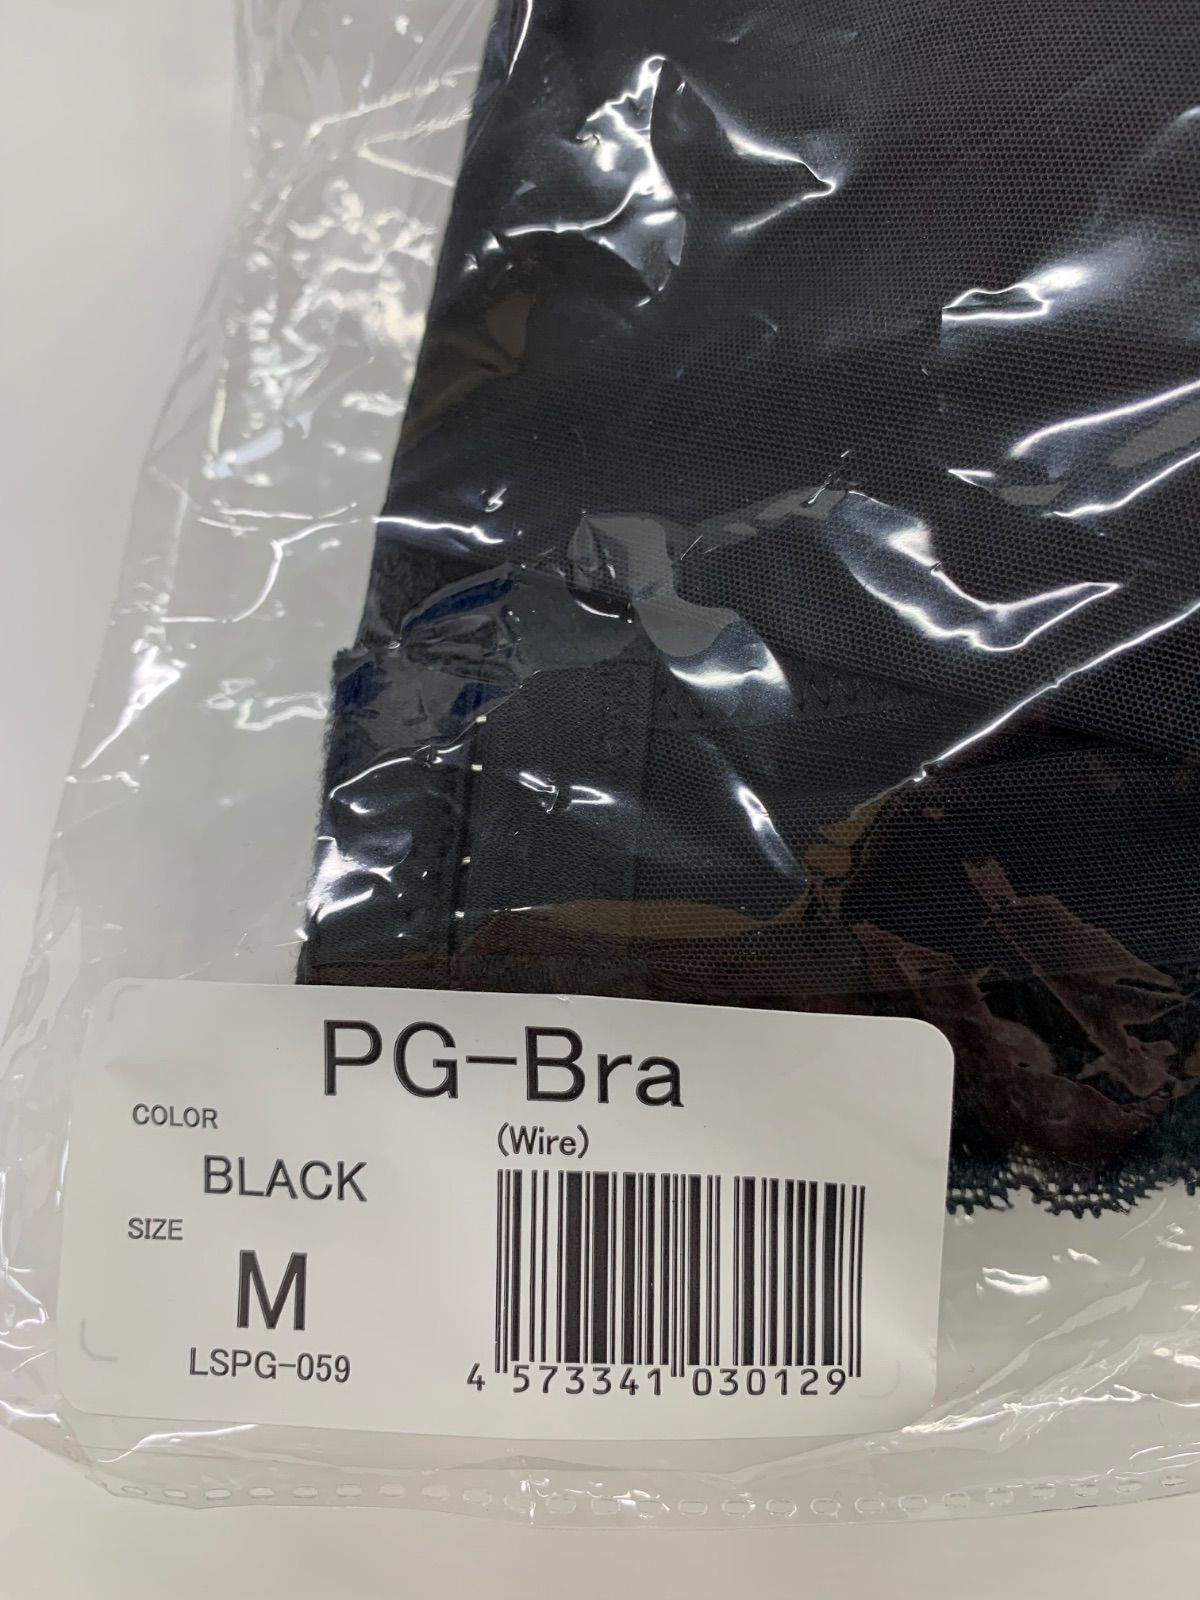 PG-Bra
(Wire)
COLOR
BLACK
SIZE
M
LSPG-059
4 573341 030129